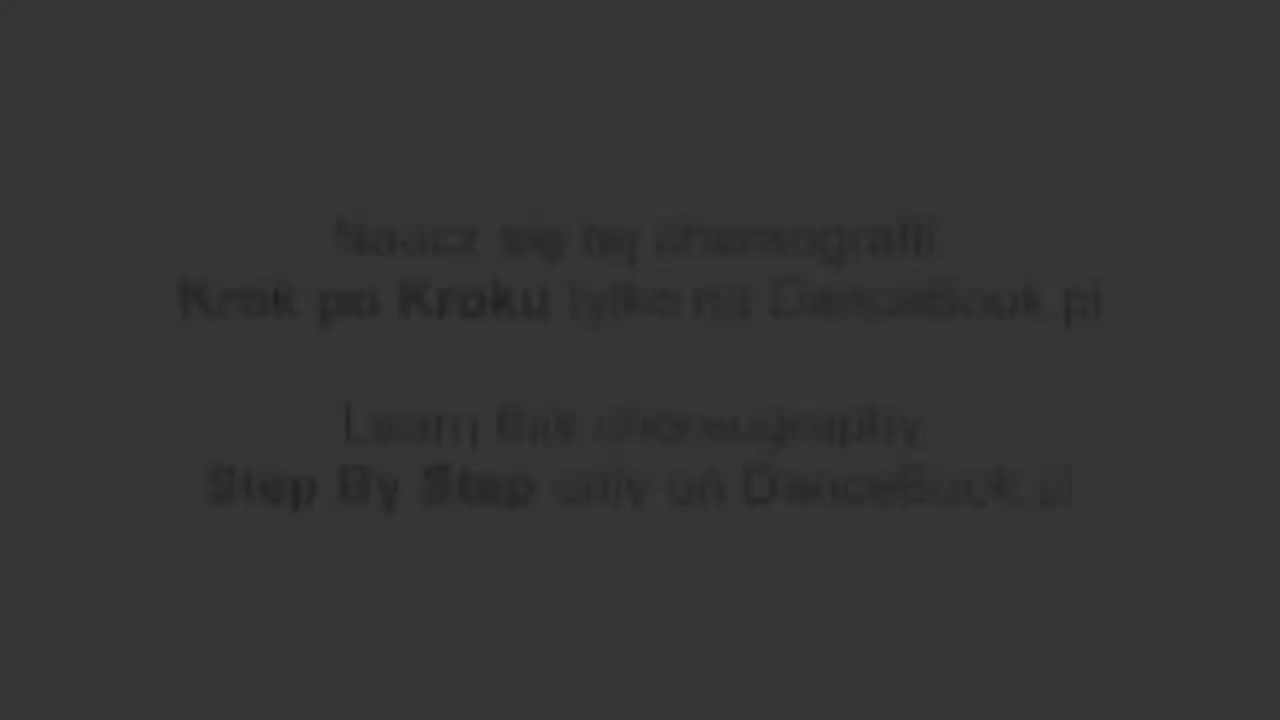 Naucz się tej choreografii
Krok po Kroku tylko na DanceBook.pl
Learn this choreography
Step By Step only on DanceBook.pl